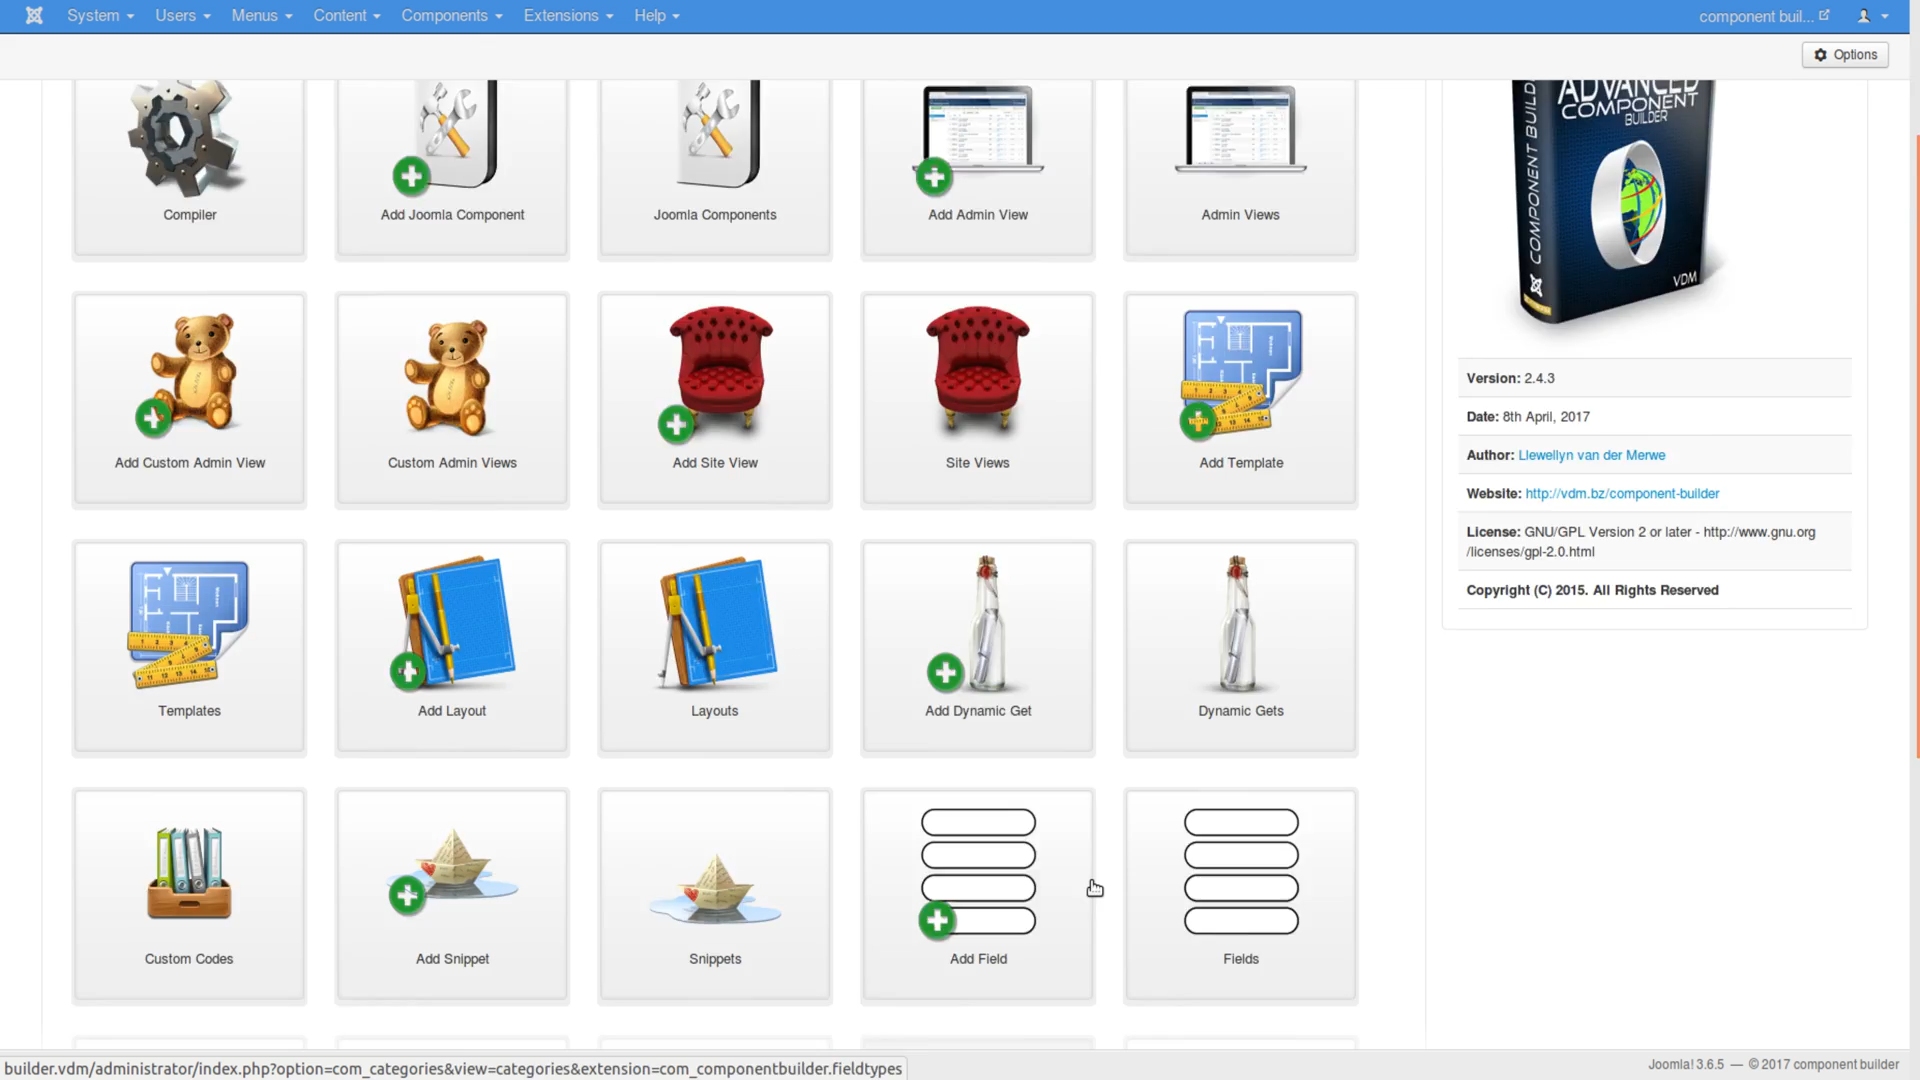 System
Users
Menus
Content
Components
Extensions
Help
component buil...
Options
Compiler
Add Joomla Component
Joomla Components
Add Admin View
Admin Views
Add Custom Admin View
Custom Admin Views
Add Site View
Site Views
Add Template
Templates
Add Layout
Layouts
Add Dynamic Get
Dynamic Gets
Custom Codes
Add Snippet
Snippets
Add Field
Fields
ADVANCED
COMPONENT
BUILDER
COMPONENT BUILD
VDM
Version: 2.4.3
Date: 8th April, 2017
Author: Llewellyn van der Merwe
Website: http://vdm.bz/component-builder
License: GNU/GPL Version 2 or later - http://www.gnu.org
/licenses/gpl-2.0.html
Copyright (C) 2015. All Rights Reserved
builder.vdm/administrator/index.php?option=com_categories&view=categories&extension=com_componentbuilder.fieldtypes
Joomla! 3.6.5 — © 2017 component builder